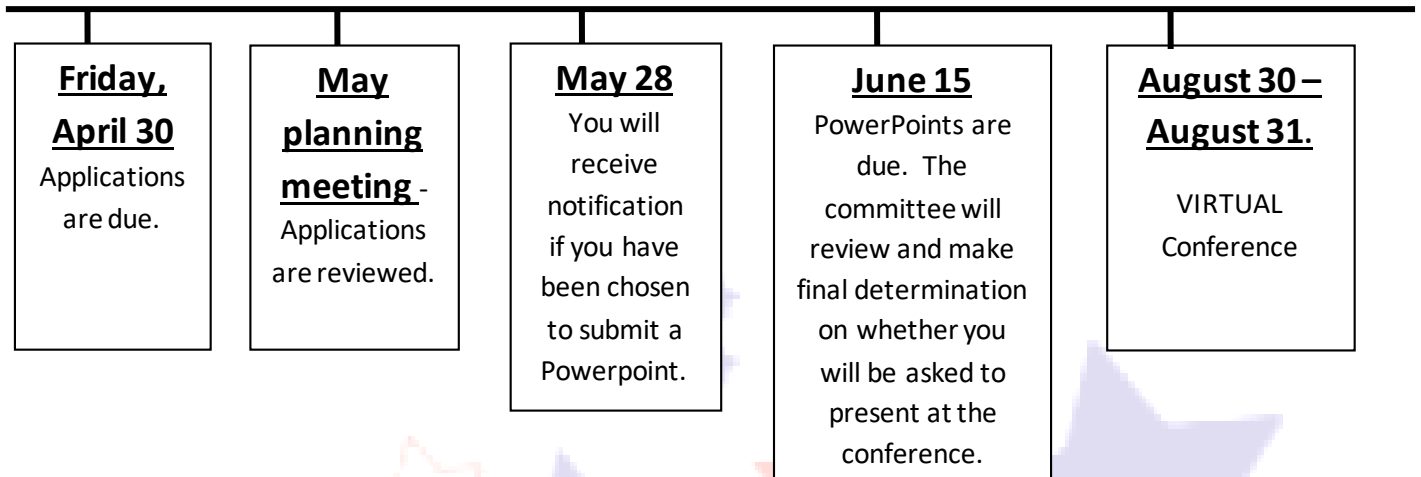 Friday,
April 30
Applications
are due.
May
planning
meeting -
Applications
are reviewed.
May 28
You will
receive
notification
if you have
been chosen
to submit a
Powerpoint.
June 15
PowerPoints are
due. The
committee will
review and make
final determination
on whether you
will be asked to
present at the
conference.
August 30 –
August 31.
VIRTUAL
Conference